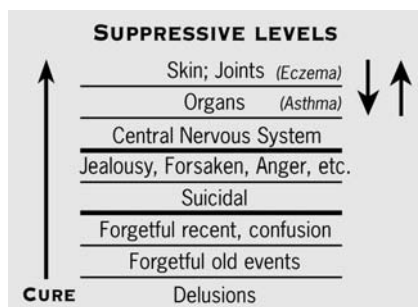 SUPPRESSIVE LEVELS
Skin; Joints (Eczema)
Organs (Asthma)
Central Nervous System
Jealousy, Forsaken, Anger, etc.
Suicidal
Forgetful recent, confusion
Forgetful old events
CURE Delusions